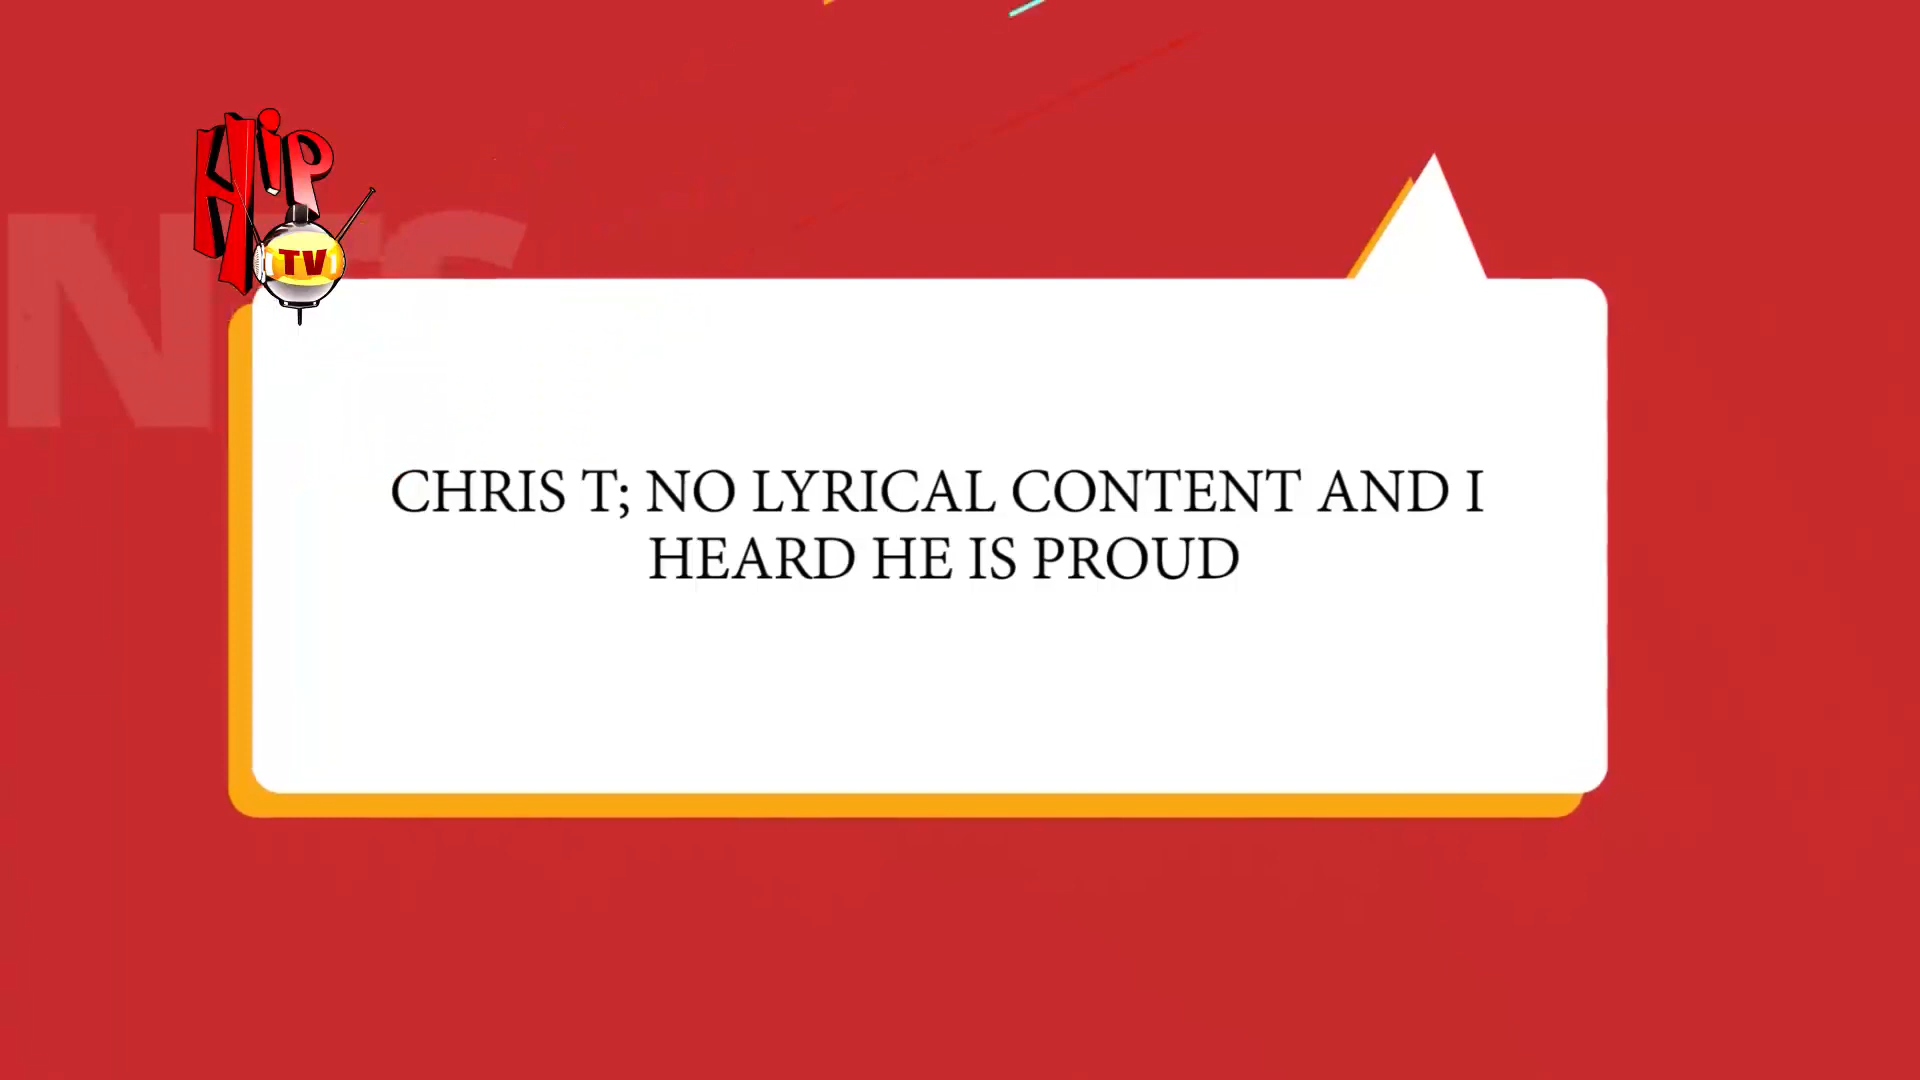 HiP
TV
CHRIS T; NO LYRICAL CONTENT AND I
HEARD HE IS PROUD